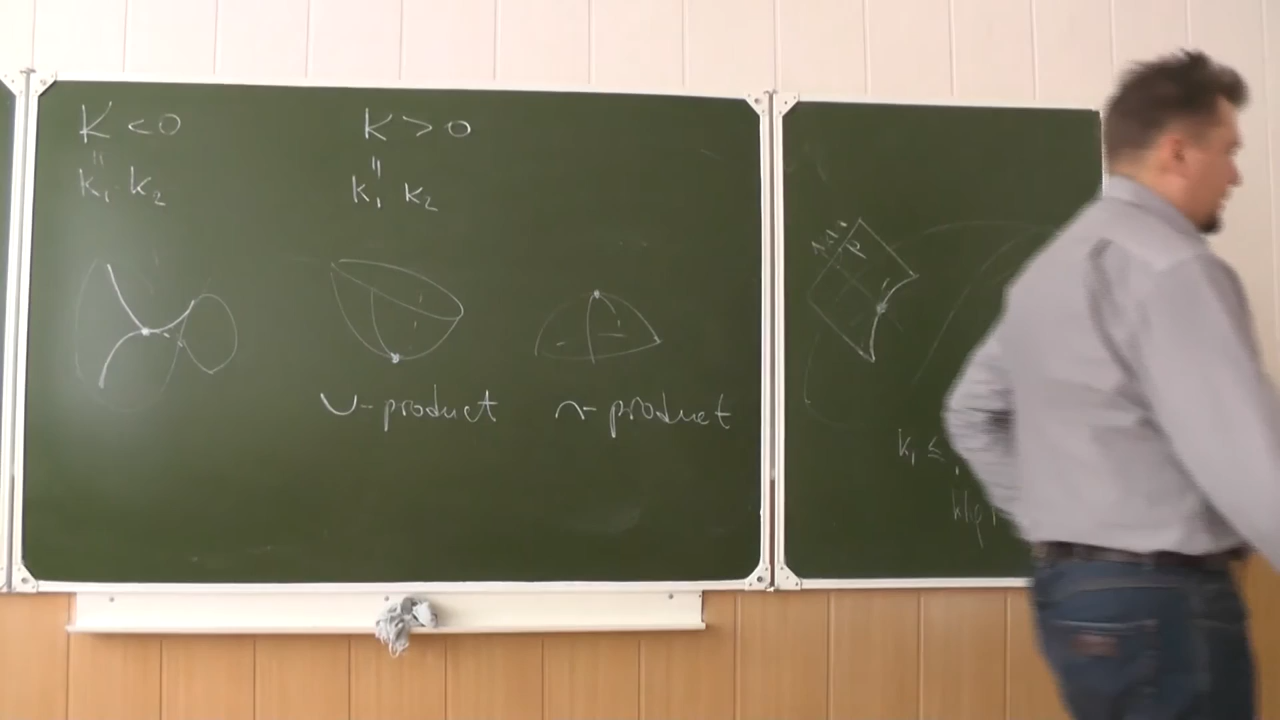 K < 0
K > 0
"
"
k₁ · k₂
k₁ k₂
∪-product
∩-product
k₁ ≤